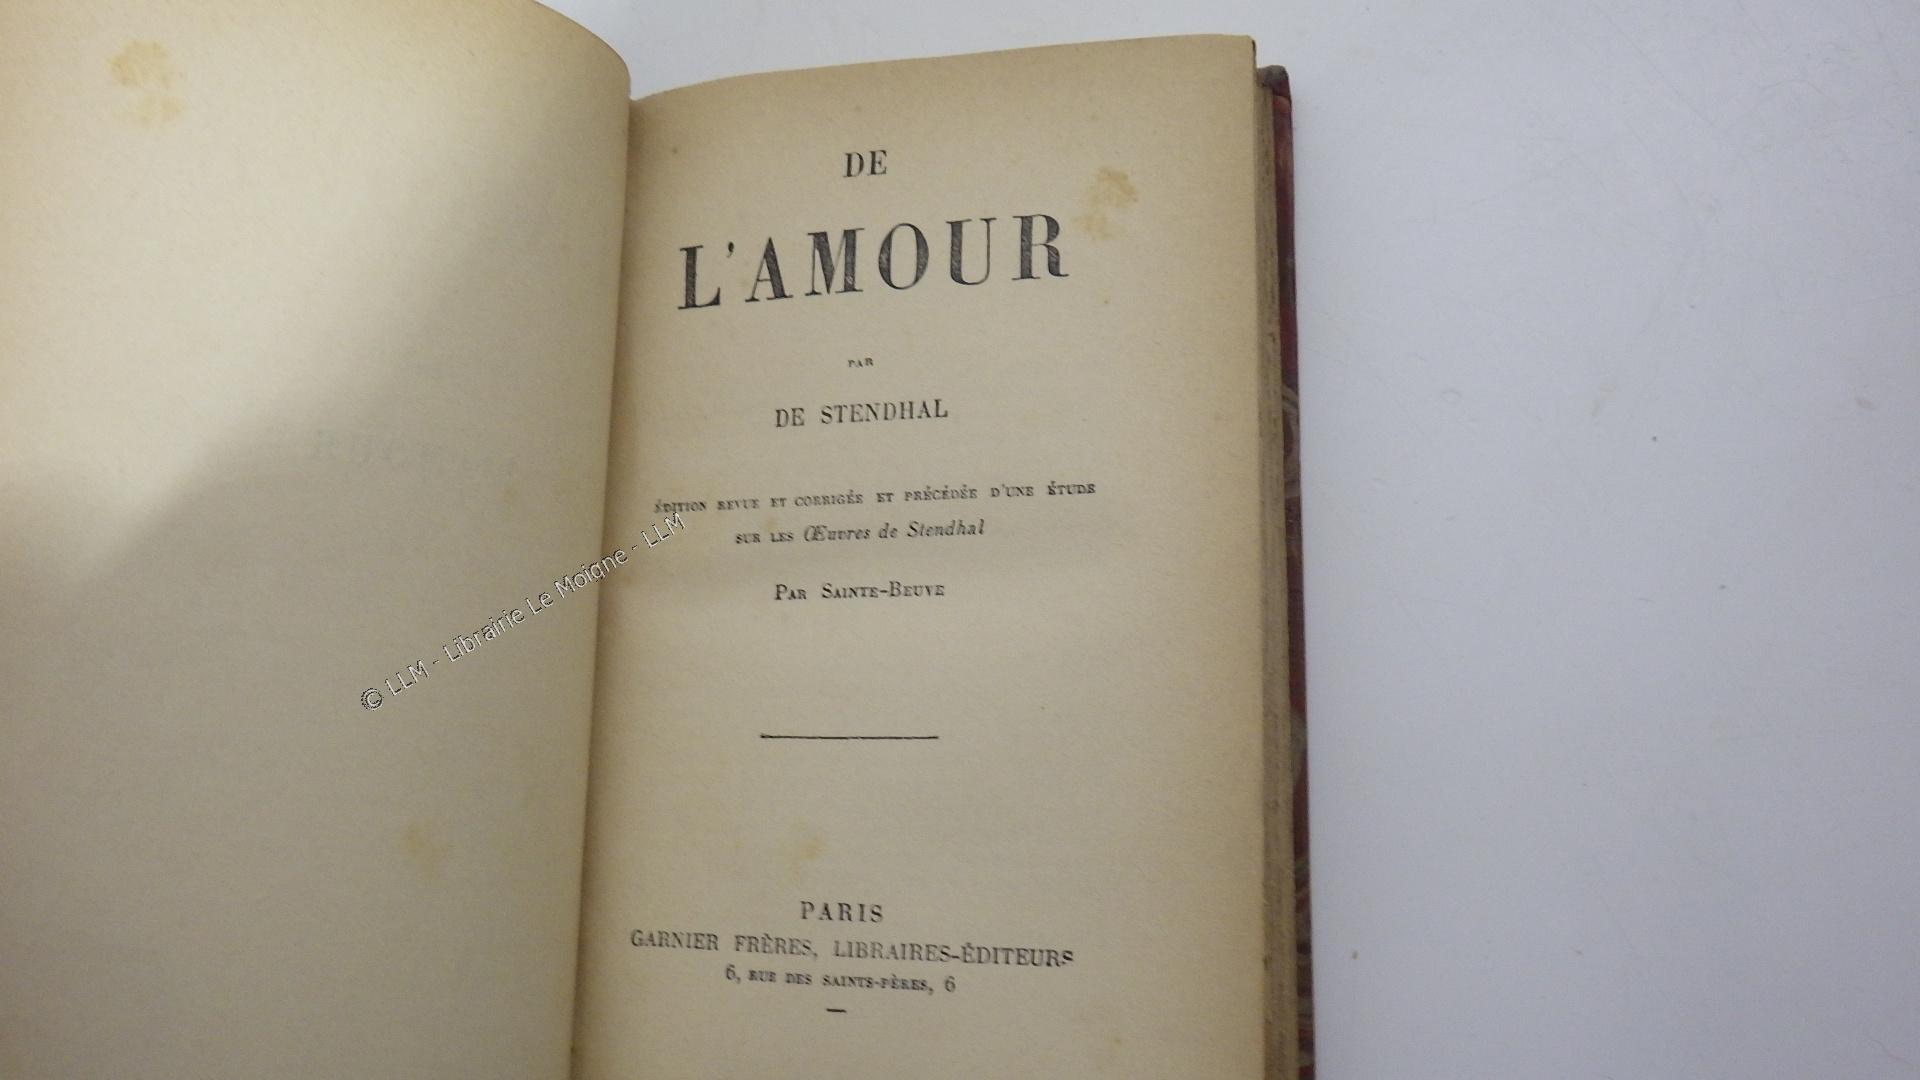 DE
L'AMOUR
PAR
DE STENDHAL
ÉDITION REVUE ET CORRIGÉE ET PRÉCÉDÉE D'UNE ÉTUDE
SUR LES Œuvres de Stendhal
PAR SAINTE-BEUVE
© LLM - Librairie Le Moigne - LLM
PARIS
GARNIER FRÈRES, LIBRAIRES-ÉDITEURS
6, RUE DES SAINTS-PÈRES, 6